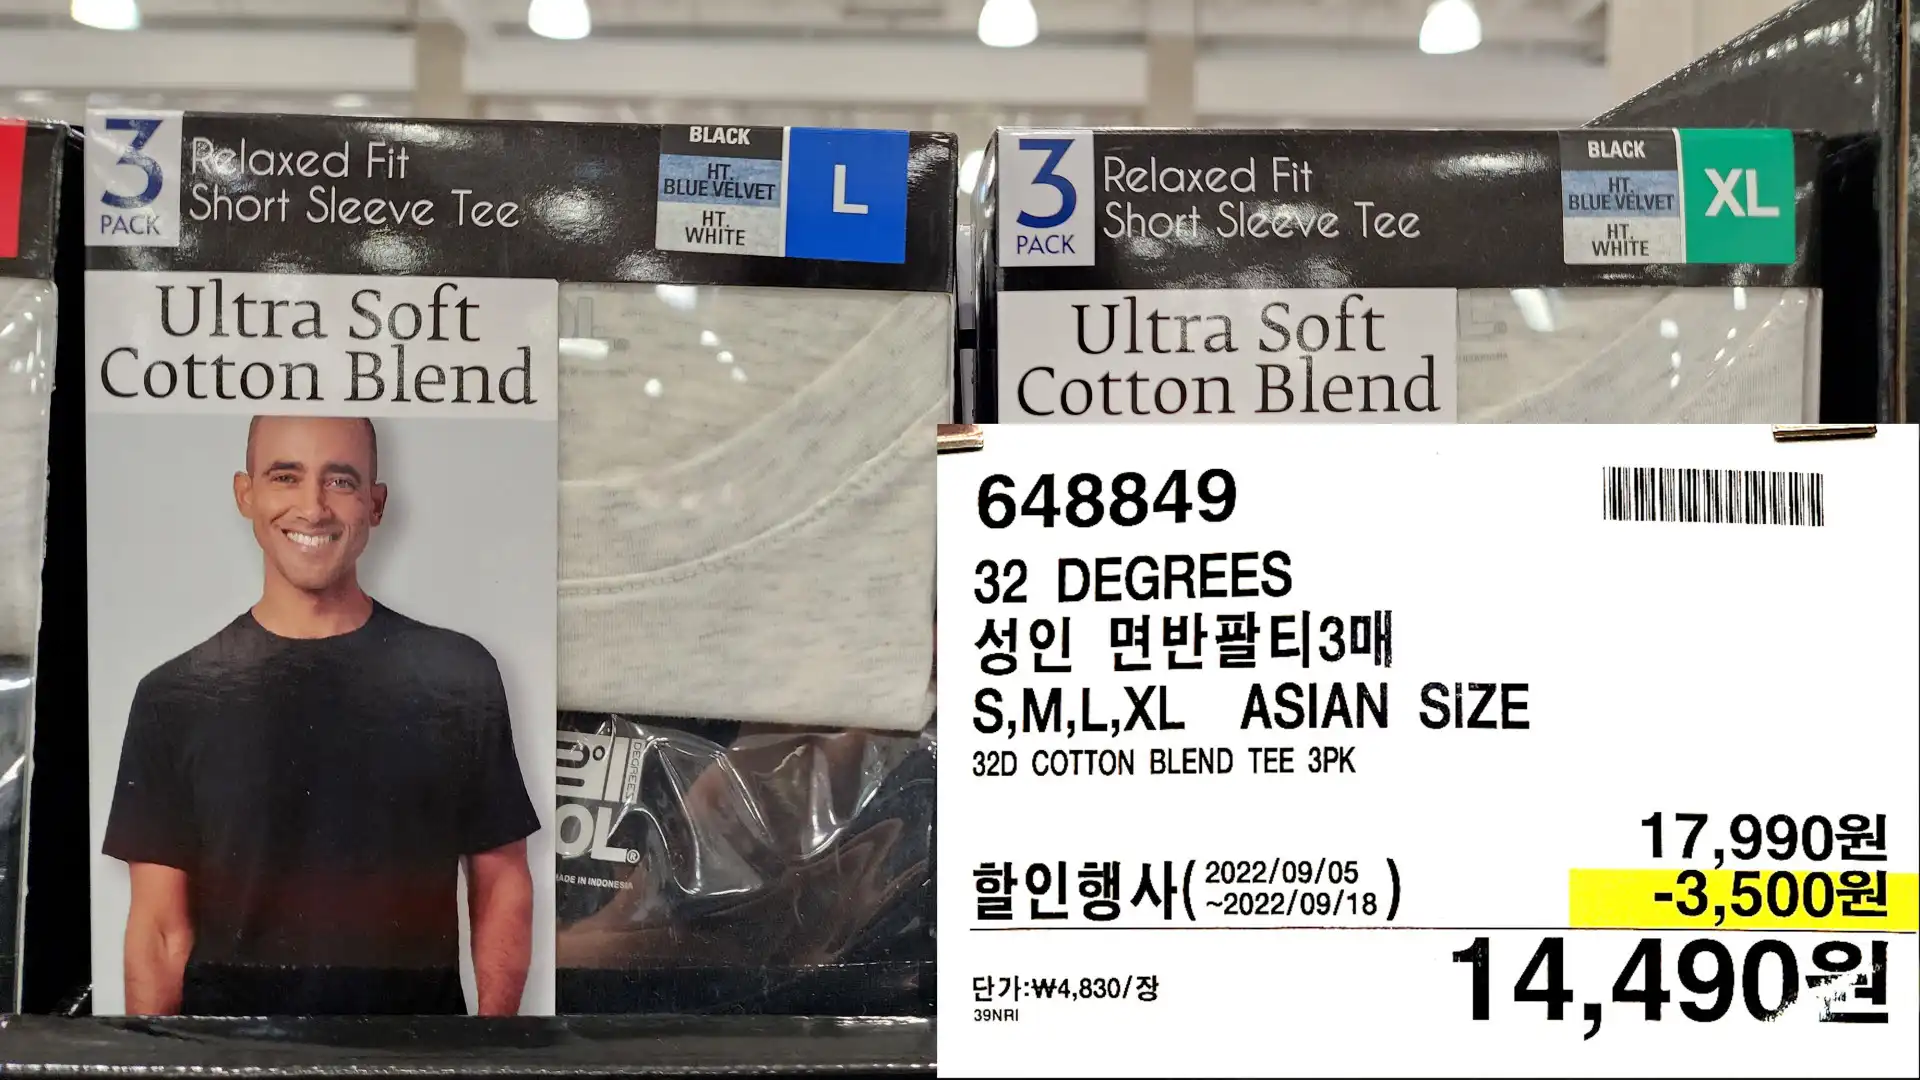 3
PACK
Relaxed Fit
Short Sleeve Tee
BLACK
HT.
BLUE VELVET
HT.
WHITE
L
Ultra Soft
Cotton Blend
DEGREES
OL®
MADE IN INDONESIA
3
PACK
Relaxed Fit
Short Sleeve Tee
BLACK
HT.
BLUE VELVET
HT.
WHITE
XL
Ultra Soft
Cotton Blend
648849
32 DEGREES
성인 면반팔티3매
S,M,L,XL ASIAN SIZE
32D COTTON BLEND TEE 3PK
17,990원
할인행사( 2022/09/05
~2022/09/18 )
-3,500원
14,490원
단가:₩4,830/장
39NRI